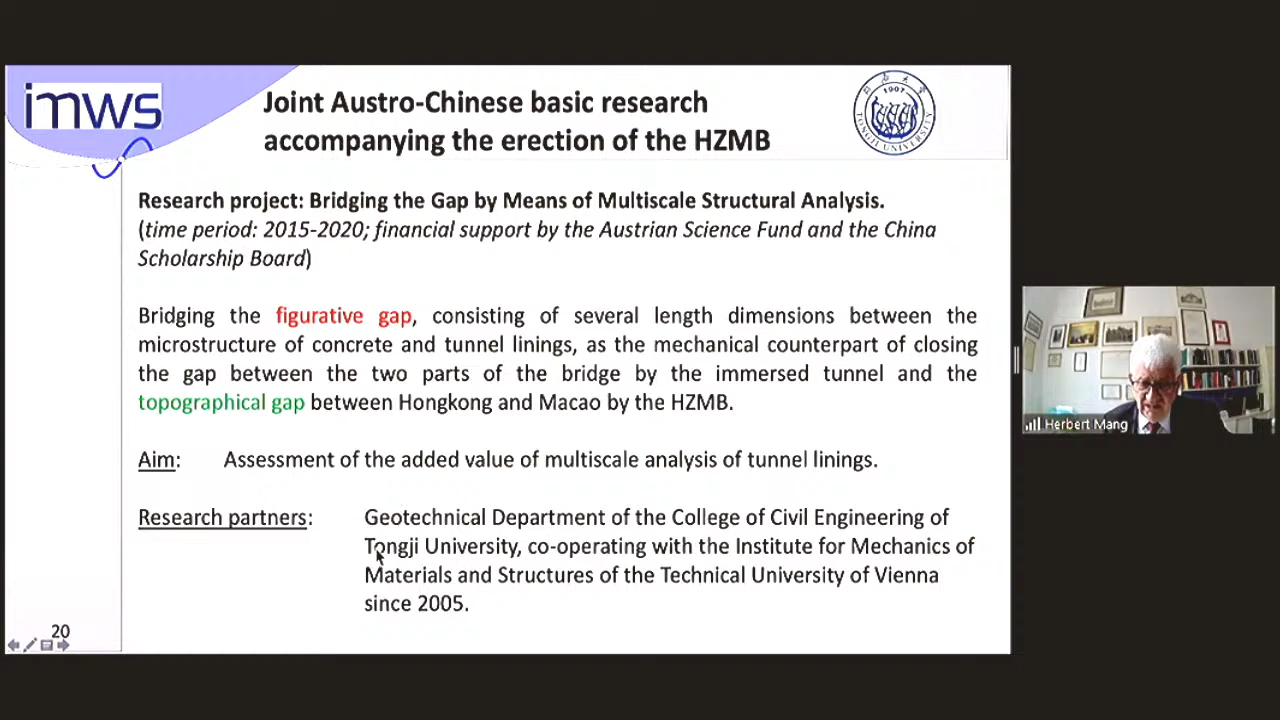 imws
Joint Austro-Chinese basic research
accompanying the erection of the HZMB
1907
TONGJI UNIVERSITY
Research project: Bridging the Gap by Means of Multiscale Structural Analysis.
(time period: 2015-2020; financial support by the Austrian Science Fund and the China
Scholarship Board)
Bridging the figurative gap, consisting of several length dimensions between the
microstructure of concrete and tunnel linings, as the mechanical counterpart of closing
the gap between the two parts of the bridge by the immersed tunnel and the
topographical gap between Hongkong and Macao by the HZMB.
Aim: Assessment of the added value of multiscale analysis of tunnel linings.
Research partners: Geotechnical Department of the College of Civil Engineering of
Tongji University, co-operating with the Institute for Mechanics of
Materials and Structures of the Technical University of Vienna
since 2005.
20
Herbert Mang